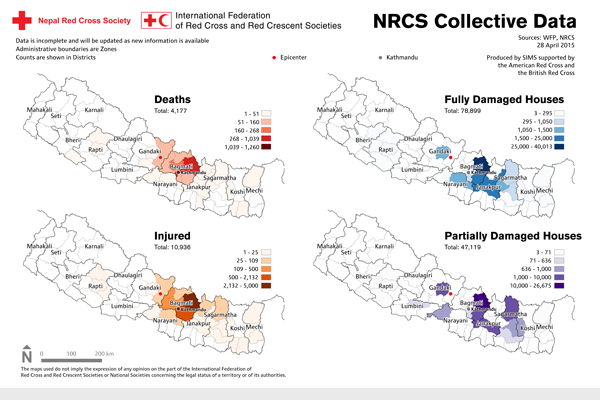 Nepal Red Cross Society
International Federation
of Red Cross and Red Crescent Societies
NRCS Collective Data
Data is incomplete and will be updated as new information is available
Administrative boundaries are Zones
Counts are shown in Districts
Epicenter
Kathmandu
Sources: WFP, NRCS
28 April 2015
Produced by SIMS supported by
the American Red Cross and
the British Red Cross
Deaths
Total: 4,177
1 - 51
51 - 160
160 - 268
268 - 1,039
1,039 - 1,260
Mahakali
Seti
Karnali
Bheri
Rapti
Dhaulagiri
Gandaki
Lumbini
Bagmati
Kathmandu
Narayani
Janakpur
Sagarmatha
Koshi
Mechi
Fully Damaged Houses
Total: 78,899
3 - 295
295 - 1,050
1,050 - 1,500
1,500 - 25,000
25,000 - 40,013
Mahakali
Seti
Karnali
Bheri
Rapti
Dhaulagiri
Gandaki
Lumbini
Bagmati
Kathmandu
Narayani
Janakpur
Sagarmatha
Koshi
Mechi
Injured
Total: 10,936
1 - 25
25 - 109
109 - 500
500 - 2,132
2,132 - 5,000
Mahakali
Seti
Karnali
Bheri
Rapti
Dhaulagiri
Gandaki
Lumbini
Bagmati
Kathmandu
Narayani
Janakpur
Sagarmatha
Koshi
Mechi
Partially Damaged Houses
Total: 47,119
3 - 71
71 - 636
636 - 1,000
1,000 - 10,000
10,000 - 26,675
Mahakali
Seti
Karnali
Bheri
Rapti
Dhaulagiri
Gandaki
Lumbini
Bagmati
Kathmandu
Narayani
Janakpur
Sagarmatha
Koshi
Mechi
N
0 100 200 km
The maps used do not imply the expression of any opinion on the part of the International Federation of
Red Cross and Red Crescent Societies or National Societies concerning the legal status of a territory or of its authorities.